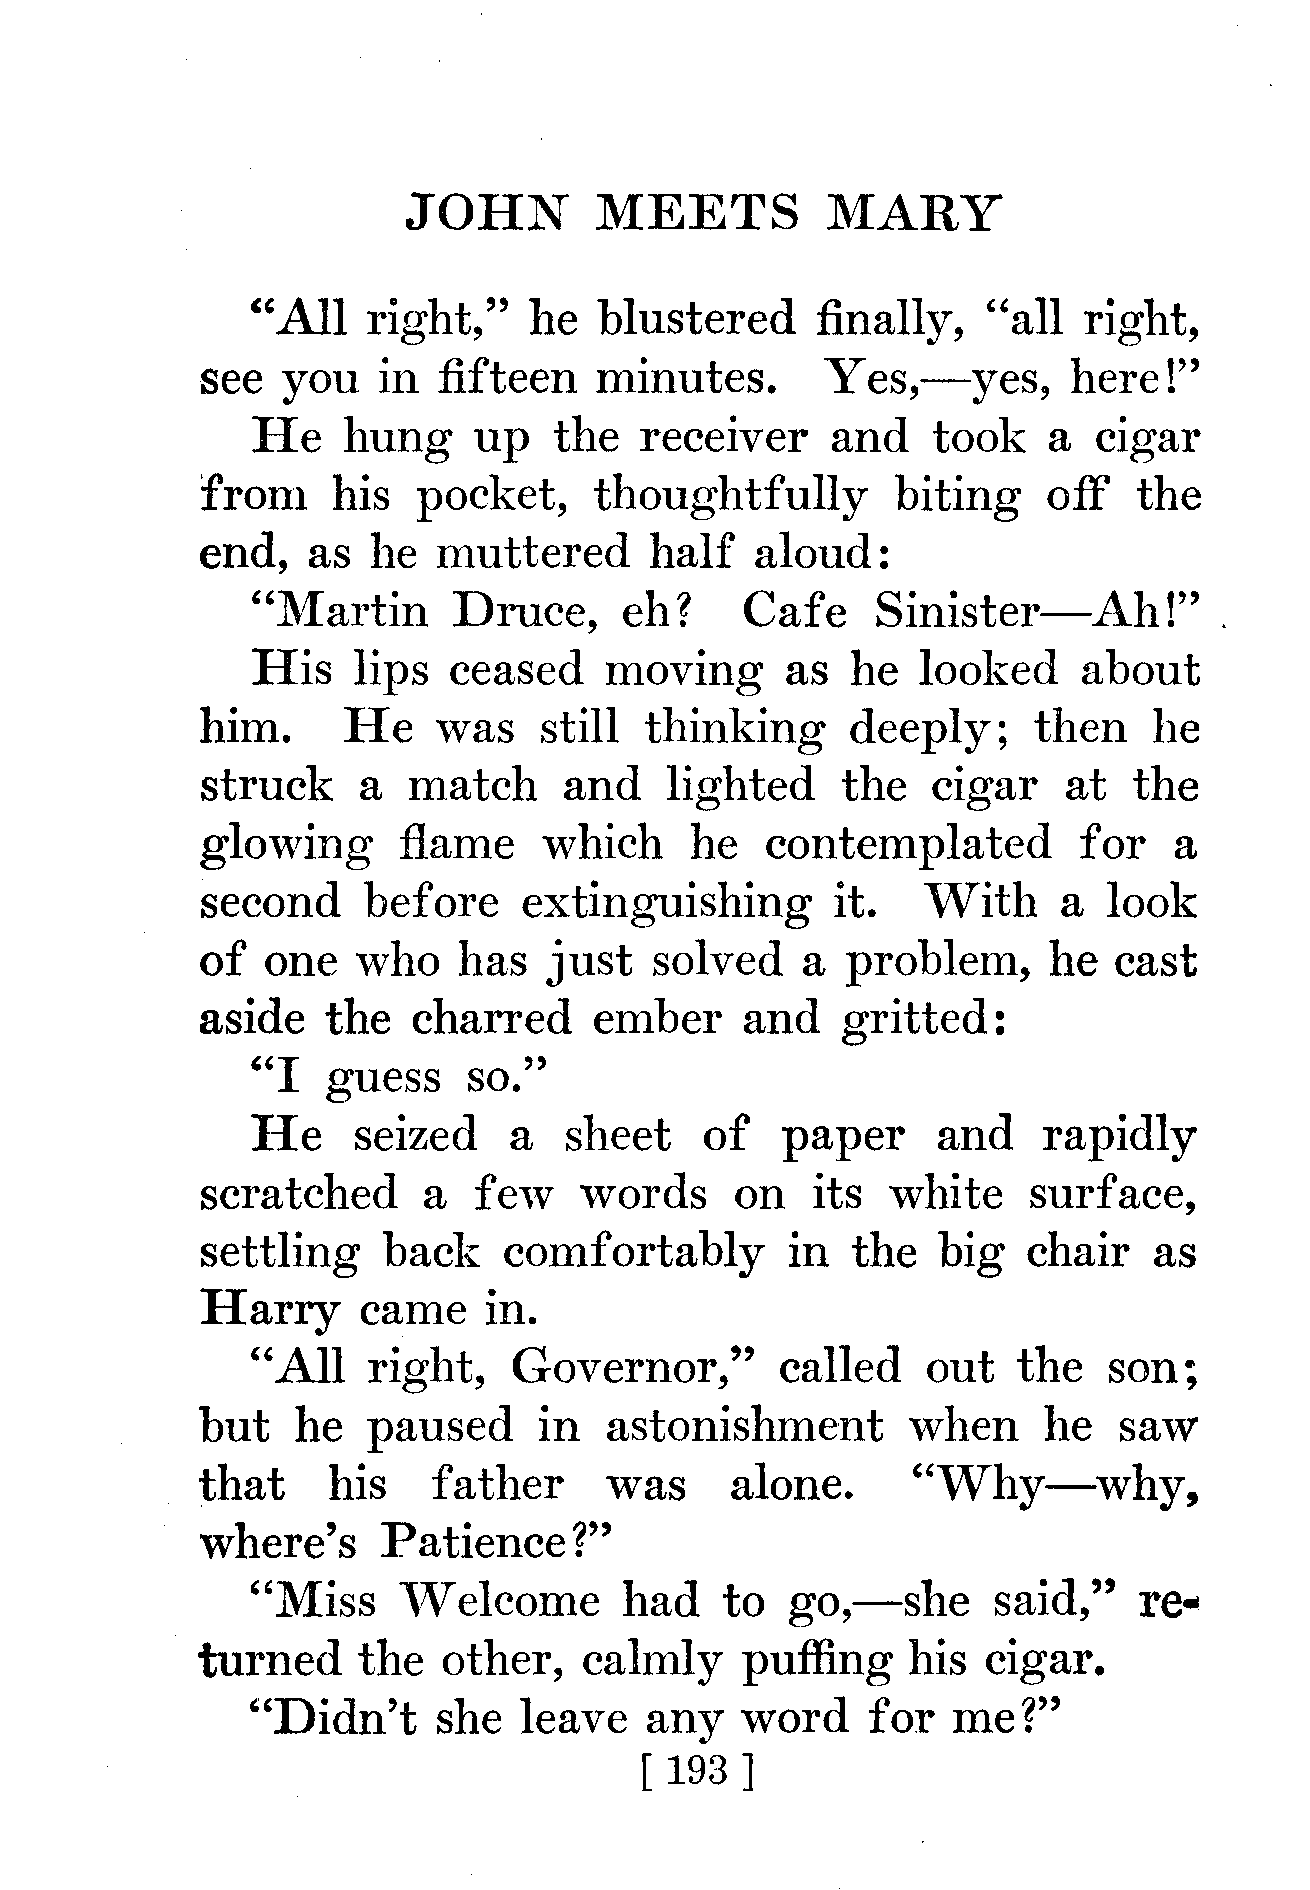 JOHN MEETS MARY
“All right,” he blustered finally, “all right,
see you in fifteen minutes. Yes,—yes, here!”
He hung up the receiver and took a cigar
from his pocket, thoughtfully biting off the
end, as he muttered half aloud:
“Martin Druce, eh? Cafe Sinister—Ah!”
His lips ceased moving as he looked about
him. He was still thinking deeply; then he
struck a match and lighted the cigar at the
glowing flame which he contemplated for a
second before extinguishing it. With a look
of one who has just solved a problem, he cast
aside the charred ember and gritted:
“I guess so.”
He seized a sheet of paper and rapidly
scratched a few words on its white surface,
settling back comfortably in the big chair as
Harry came in.
“All right, Governor,” called out the son;
but he paused in astonishment when he saw
that his father was alone. “Why—why,
where’s Patience?”
“Miss Welcome had to go,—she said,” re-
turned the other, calmly puffing his cigar.
“Didn’t she leave any word for me?”
[ 193 ]